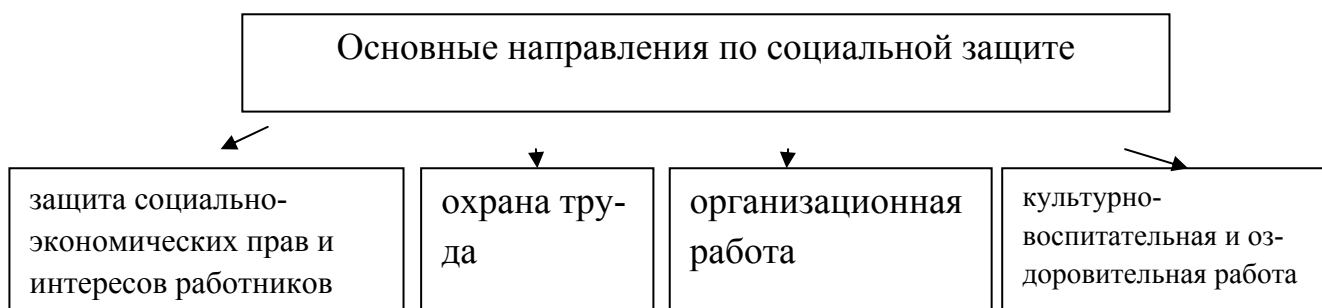 Основные направления по социальной защите
защита социально-
экономических прав и
интересов работников
охрана тру-
да
организационная
работа
культурно-
воспитательная и оз-
доровительная работа